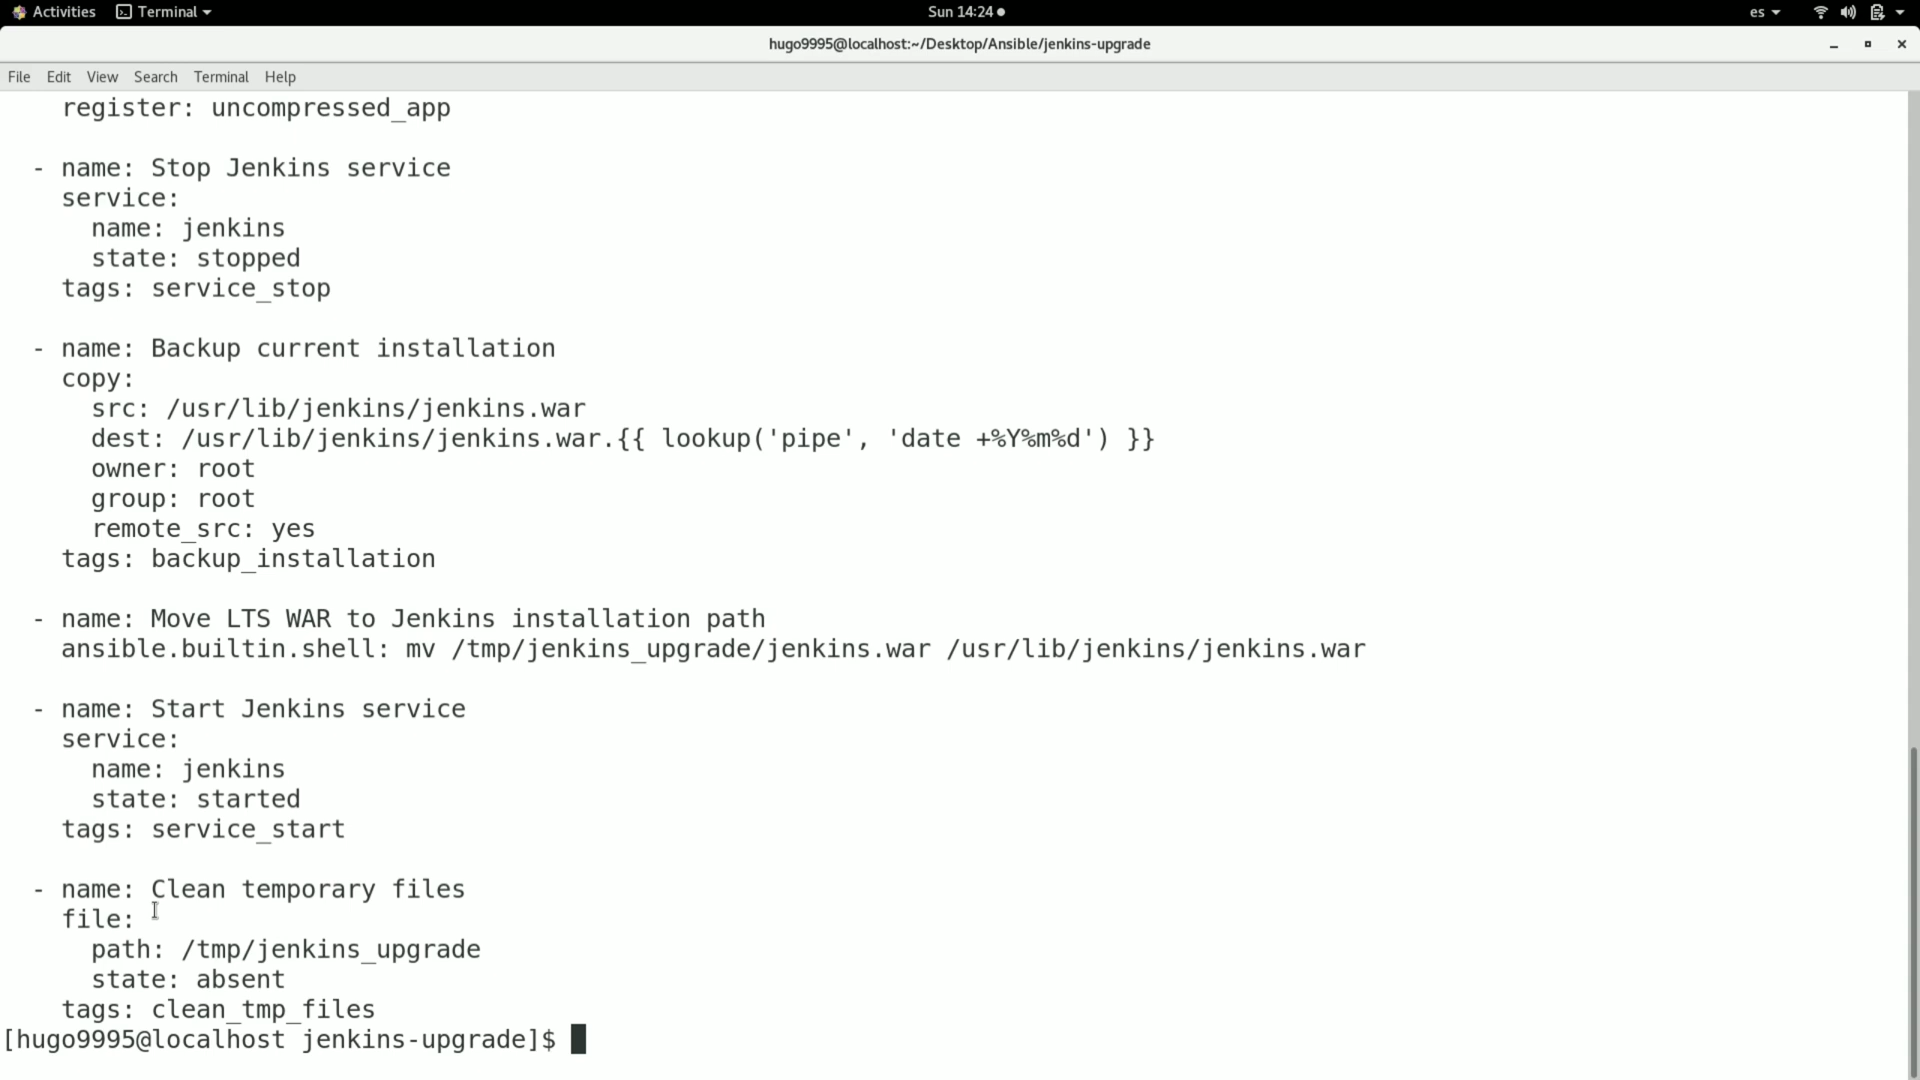 Activities Terminal Sun 14:24 es
hugo9995@localhost:~/Desktop/Ansible/jenkins-upgrade
File Edit View Search Terminal Help
    register: uncompressed_app

  - name: Stop Jenkins service
    service:
      name: jenkins
      state: stopped
    tags: service_stop

  - name: Backup current installation
    copy:
      src: /usr/lib/jenkins/jenkins.war
      dest: /usr/lib/jenkins/jenkins.war.{{ lookup('pipe', 'date +%Y%m%d') }}
      owner: root
      group: root
      remote_src: yes
    tags: backup_installation

  - name: Move LTS WAR to Jenkins installation path
    ansible.builtin.shell: mv /tmp/jenkins_upgrade/jenkins.war /usr/lib/jenkins/jenkins.war

  - name: Start Jenkins service
    service:
      name: jenkins
      state: started
    tags: service_start

  - name: Clean temporary files
    file:
      path: /tmp/jenkins_upgrade
      state: absent
    tags: clean_tmp_files
[hugo9995@localhost jenkins-upgrade]$